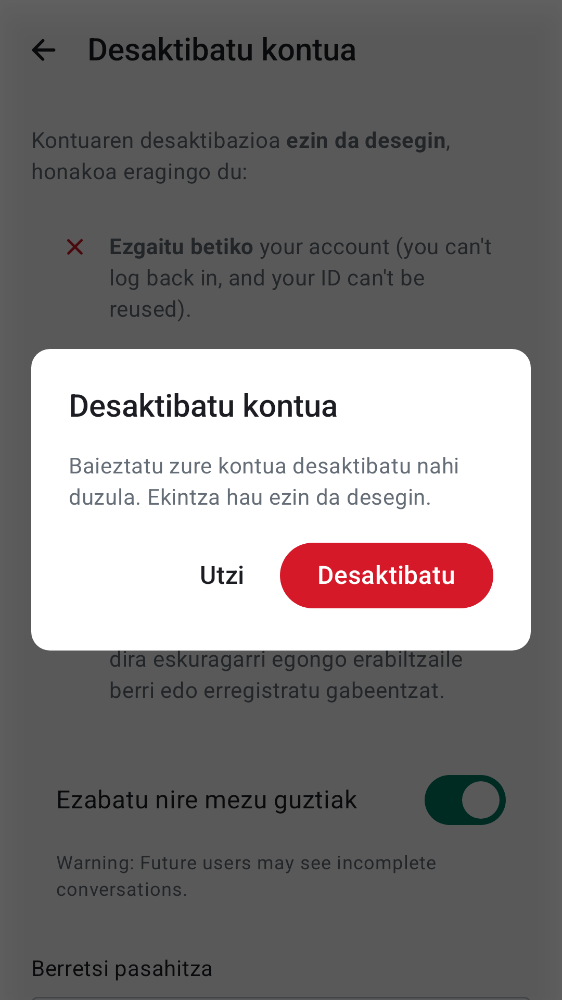 Desaktibatu kontua
Kontuaren desaktibazioa ezin da desegin,
honakoa eragingo du:
Ezgaitu betiko your account (you can't
log back in, and your ID can't be
reused).
Desaktibatu kontua
Baieztatu zure kontua desaktibatu nahi
duzula. Ekintza hau ezin da desegin.
Utzi
Desaktibatu
dira eskuragarri egongo erabiltzaile
berri edo erregistratu gabeentzat.
Ezabatu nire mezu guztiak
Warning: Future users may see incomplete
conversations.
Berretsi pasahitza